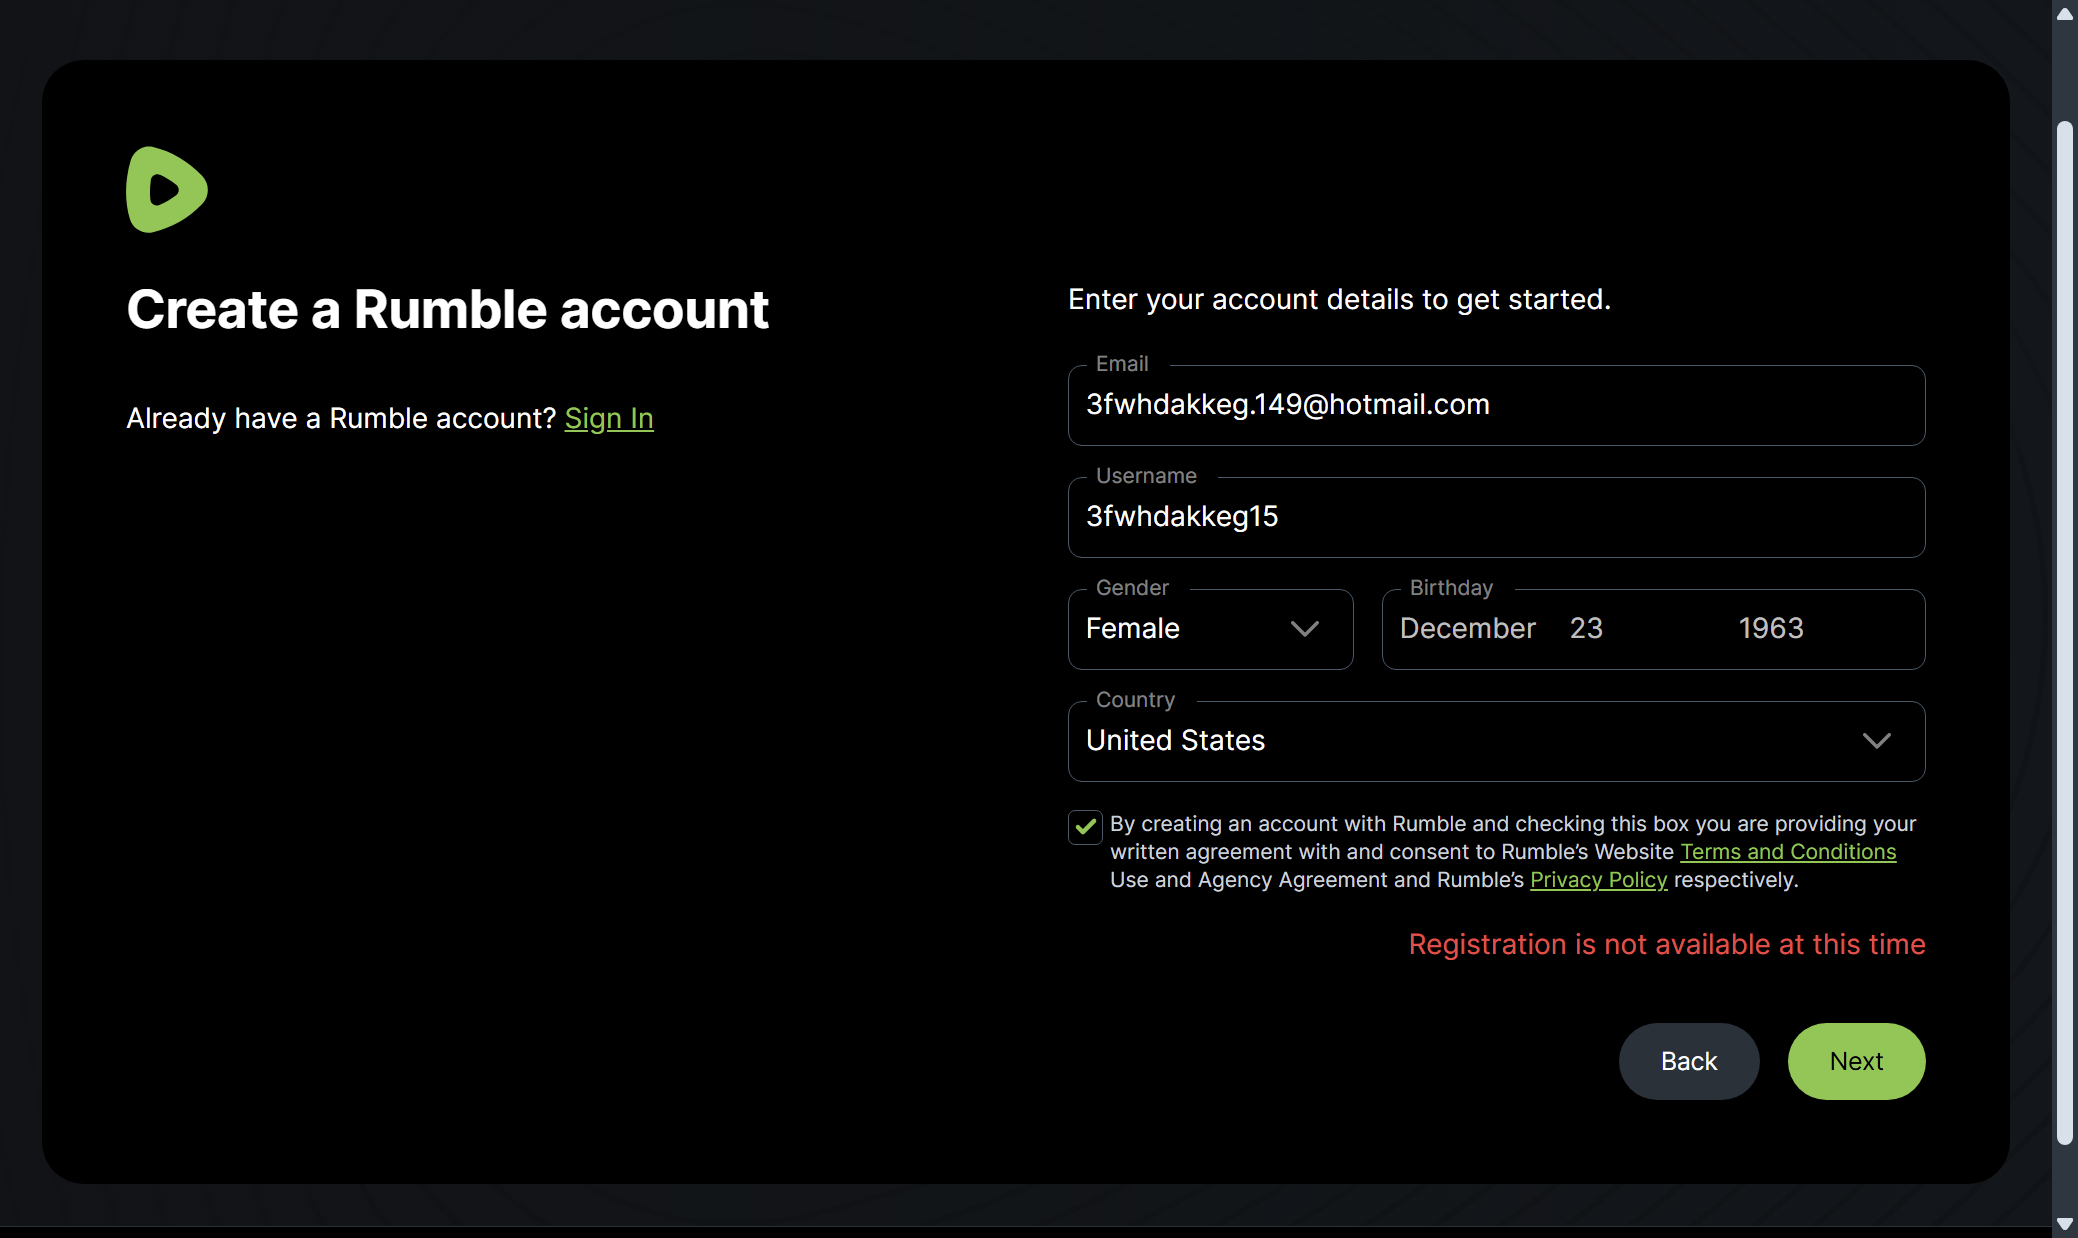 Create a Rumble account
Already have a Rumble account? Sign In
Enter your account details to get started.
Email
3fwhdakkeg.149@hotmail.com
Username
3fwhdakkeg15
Gender
Female
Birthday
December 23 1963
Country
United States
By creating an account with Rumble and checking this box you are providing your
written agreement with and consent to Rumble’s Website Terms and Conditions
Use and Agency Agreement and Rumble’s Privacy Policy respectively.
Registration is not available at this time
Back Next